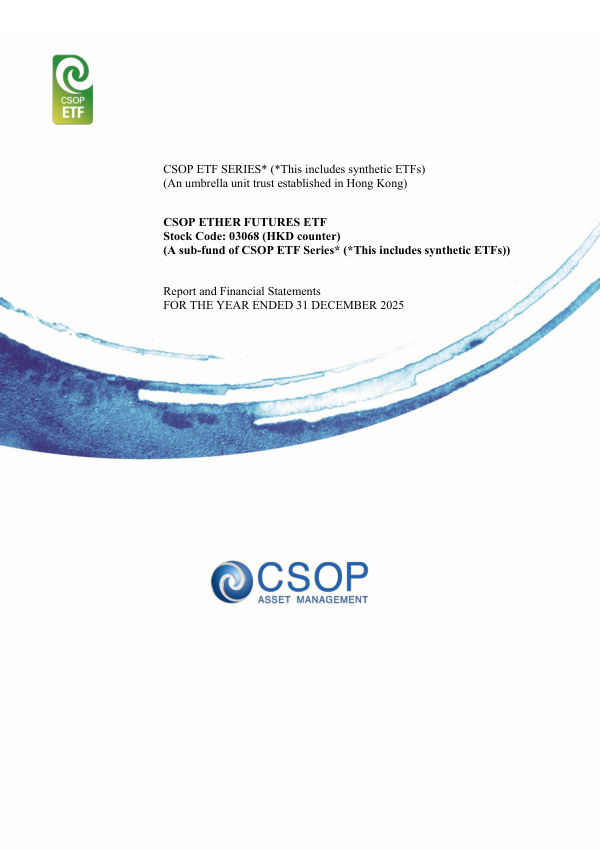 CSOP
ETF
CSOP ETF SERIES* (*This includes synthetic ETFs)
(An umbrella unit trust established in Hong Kong)
CSOP ETHER FUTURES ETF
Stock Code: 03068 (HKD counter)
(A sub-fund of CSOP ETF Series* (*This includes synthetic ETFs))
Report and Financial Statements
FOR THE YEAR ENDED 31 DECEMBER 2025
CSOP
ASSET MANAGEMENT